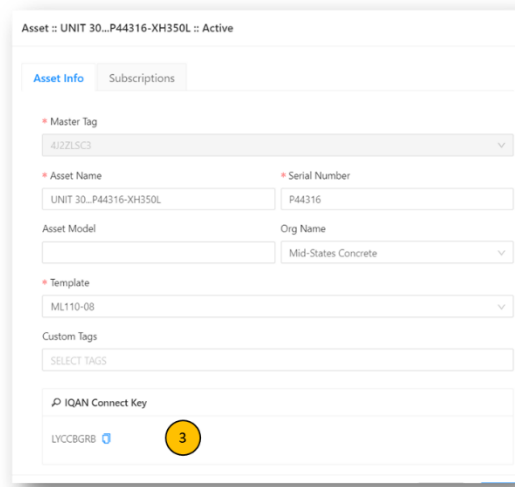 Asset :: UNIT 30...P44316-XH350L :: Active
Asset Info Subscriptions
* Master Tag
4J2ZLSC3
* Asset Name * Serial Number
UNIT 30...P44316-XH350L P44316
Asset Model Org Name
Mid-States Concrete
* Template
ML110-08
Custom Tags
SELECT TAGS
IQAN Connect Key
LYCCBGRB 3